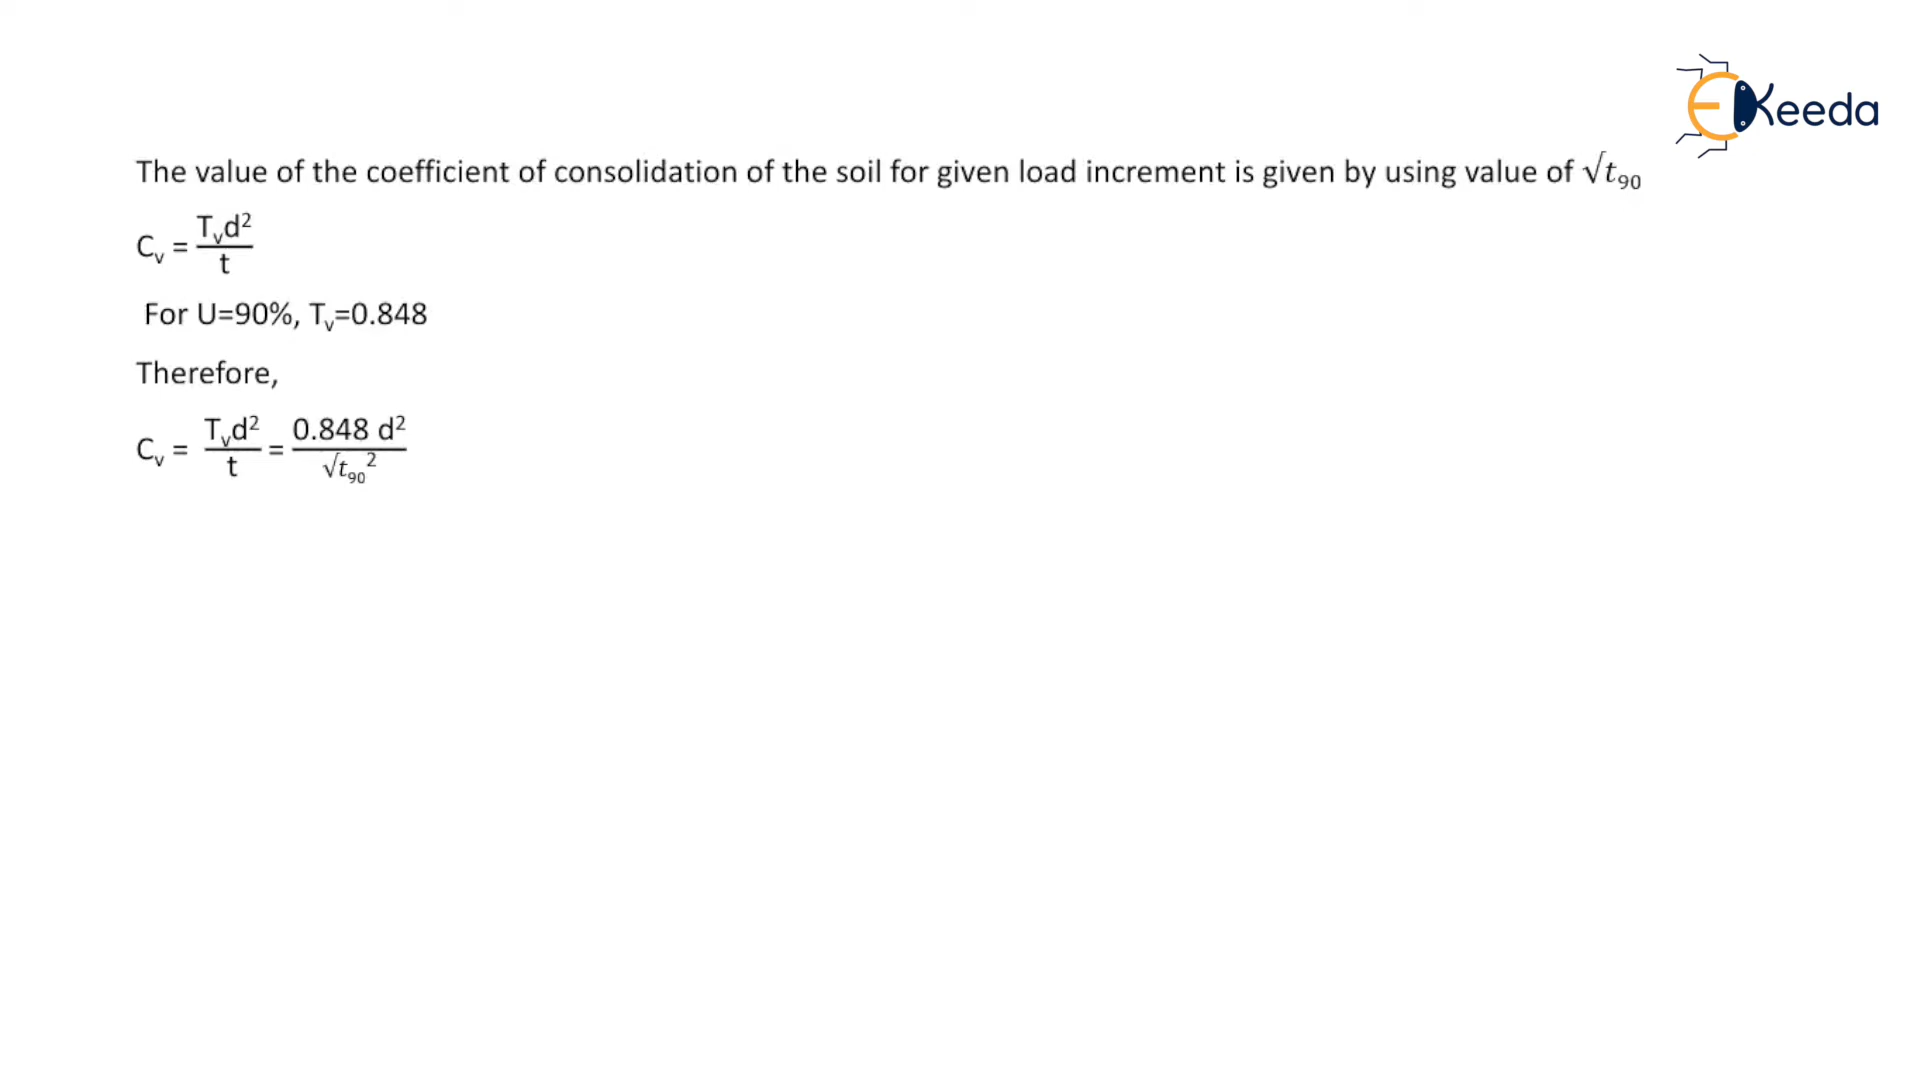 EKeeda
The value of the coefficient of consolidation of the soil for given load increment is given by using value of √t₉₀
Cᵥ = Tᵥd² / t
For U=90%, Tᵥ=0.848
Therefore,
Cᵥ = Tᵥd² / t = 0.848 d² / √t₉₀²